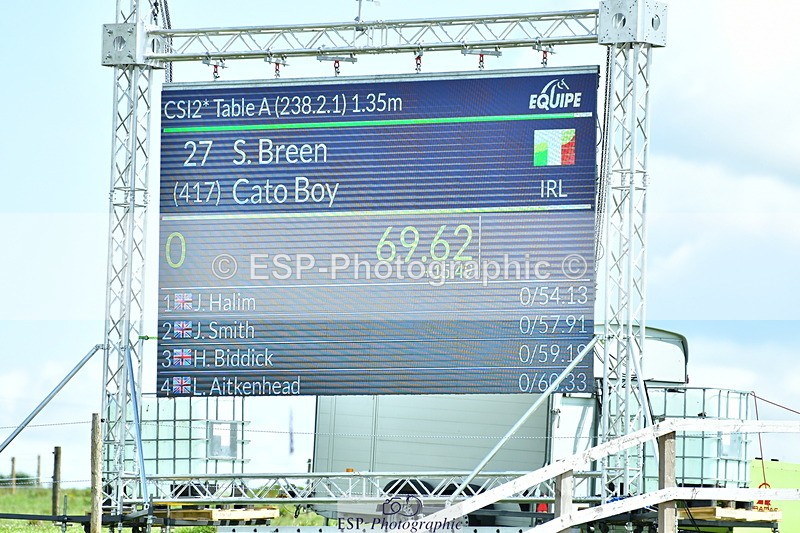 CSI2* Table A (238.2.1) 1.35m
EQUIPE
27 S. Breen
(417) Cato Boy IRL
0 69.62
© ESP-Photographic ©
1 J. Halim 0/54.13
2 J. Smith 0/57.91
3 H. Biddick 0/59.19
4 L. Aitkenhead 0/60.33
ESP-Photographic